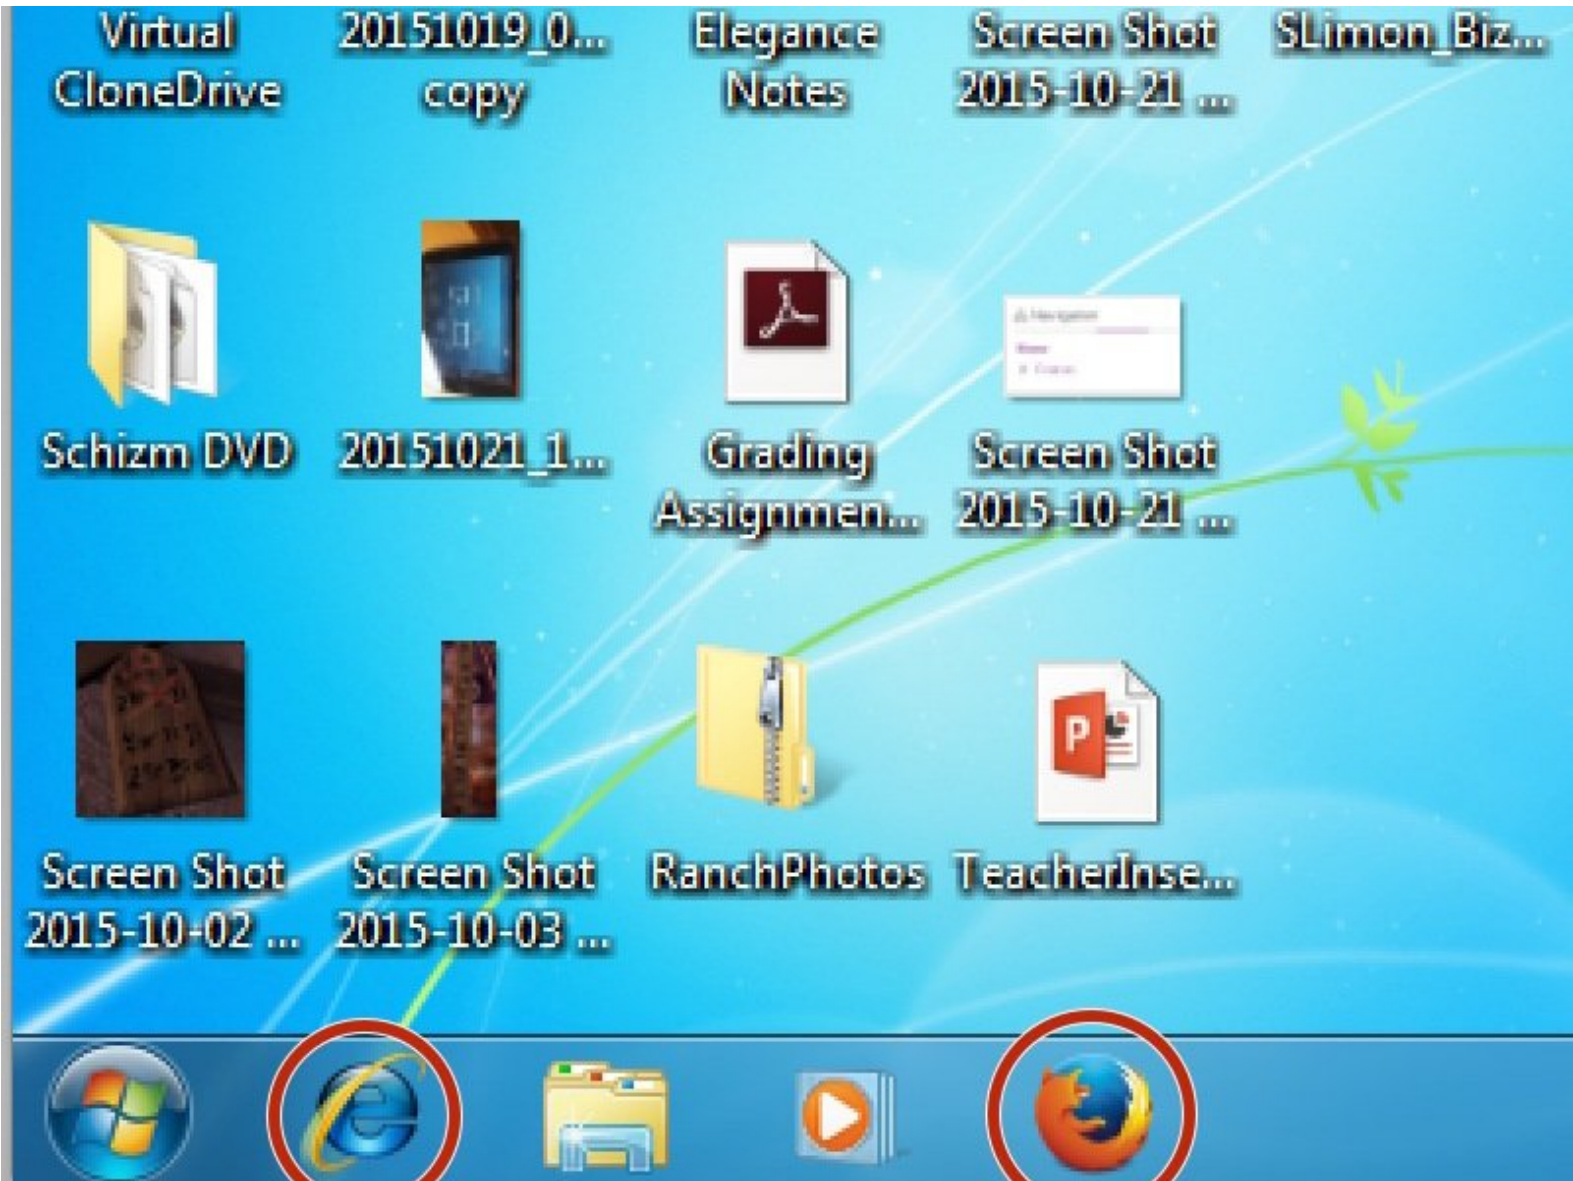 Virtual
CloneDrive
20151019_0...
copy
Elegance
Notes
Screen Shot
2015-10-21 ...
SLimon_Biz...
Schizm DVD
20151021_1...
Grading
Assignmen...
Screen Shot
2015-10-21 ...
Screen Shot
2015-10-02 ...
Screen Shot
2015-10-03 ...
RanchPhotos
TeacherInse...